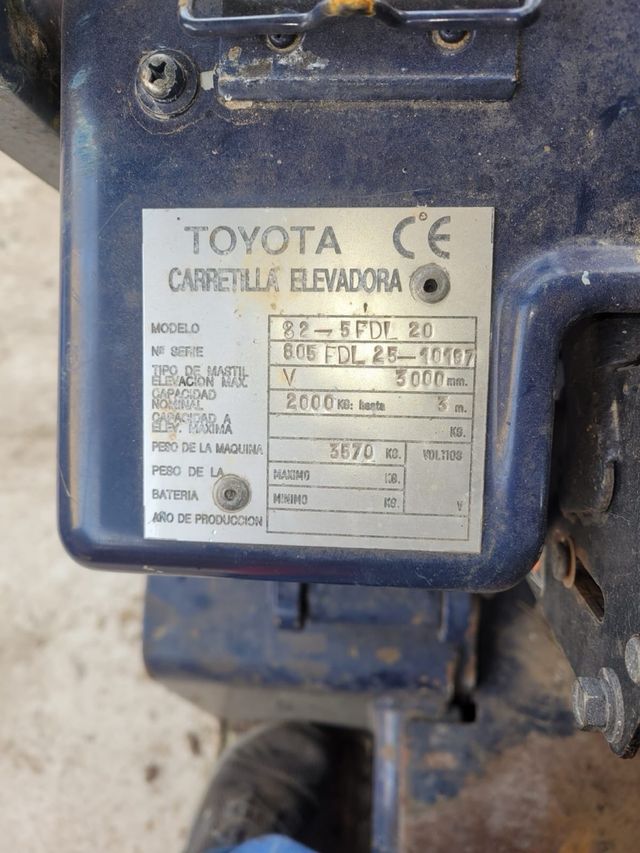 TOYOTA CE
CARRETILLA ELEVADORA
MODELO 82-5FDL 20
Nº SERIE 605 FDL 25-10197
TIPO DE MASTIL V 3000 mm.
ELEVACION MAX.
CAPACIDAD NOMINAL 2000 KG: hasta 3 m.
CAPACIDAD A ELEV. MAXIMA KG.
PESO DE LA MAQUINA 3570 KG. VOLTIOS
PESO DE LA BATERIA MAXIMO KG.
MINIMO KG. V
AÑO DE PRODUCCION